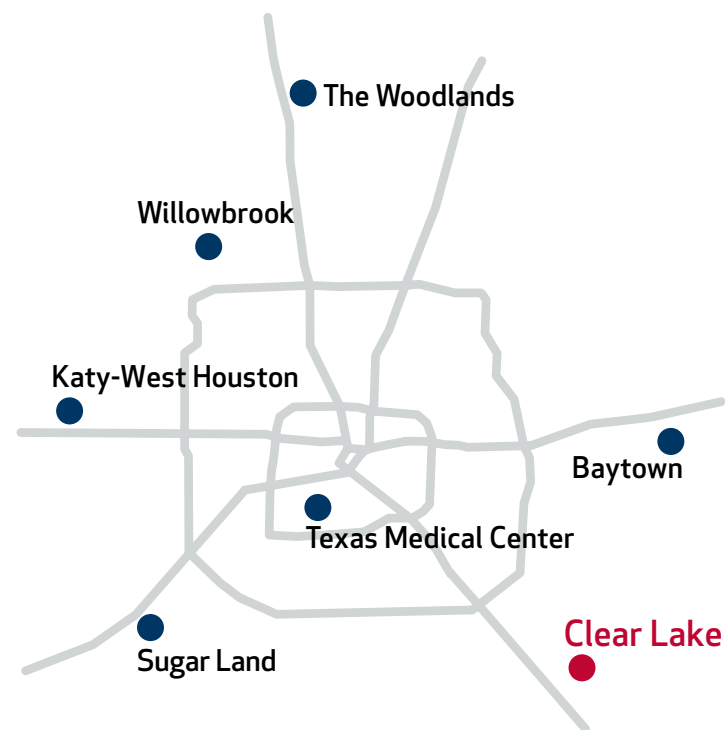 The Woodlands
Willowbrook
Katy-West Houston
Baytown
Texas Medical Center
Clear Lake
Sugar Land